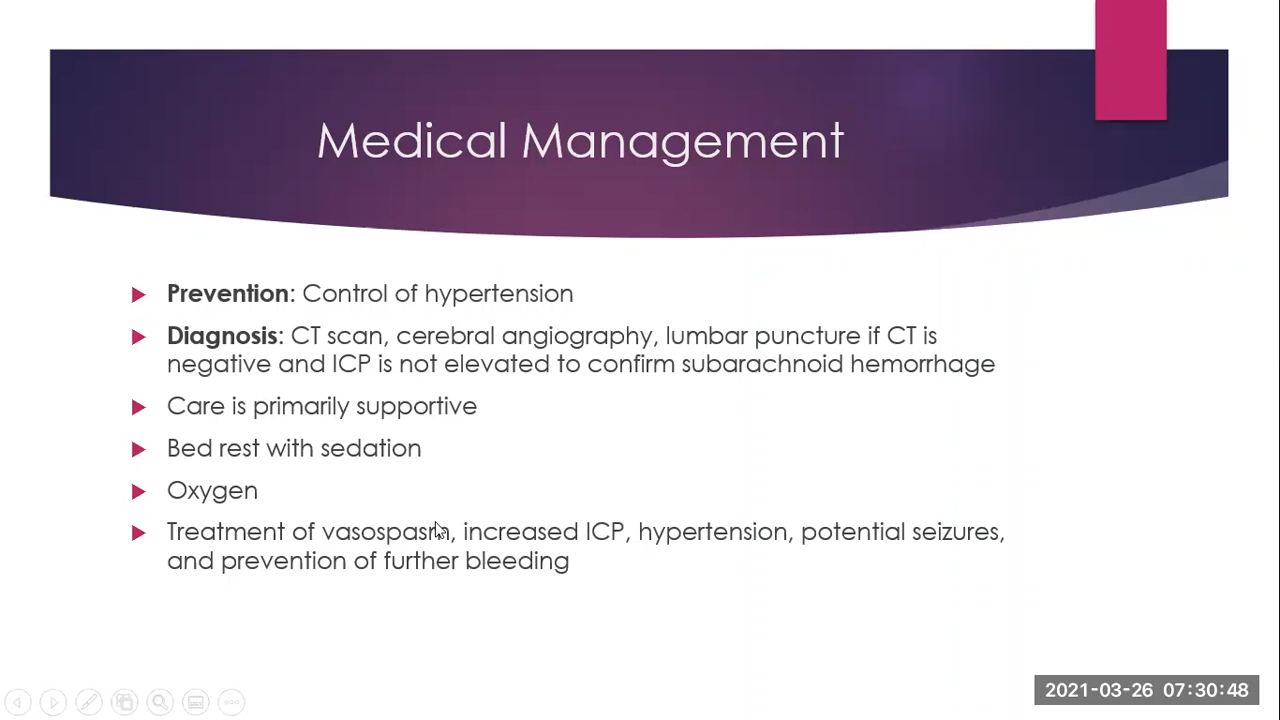 Medical Management
Prevention: Control of hypertension
Diagnosis: CT scan, cerebral angiography, lumbar puncture if CT is
negative and ICP is not elevated to confirm subarachnoid hemorrhage
Care is primarily supportive
Bed rest with sedation
Oxygen
Treatment of vasospasm, increased ICP, hypertension, potential seizures,
and prevention of further bleeding
2021-03-26 07:30:48